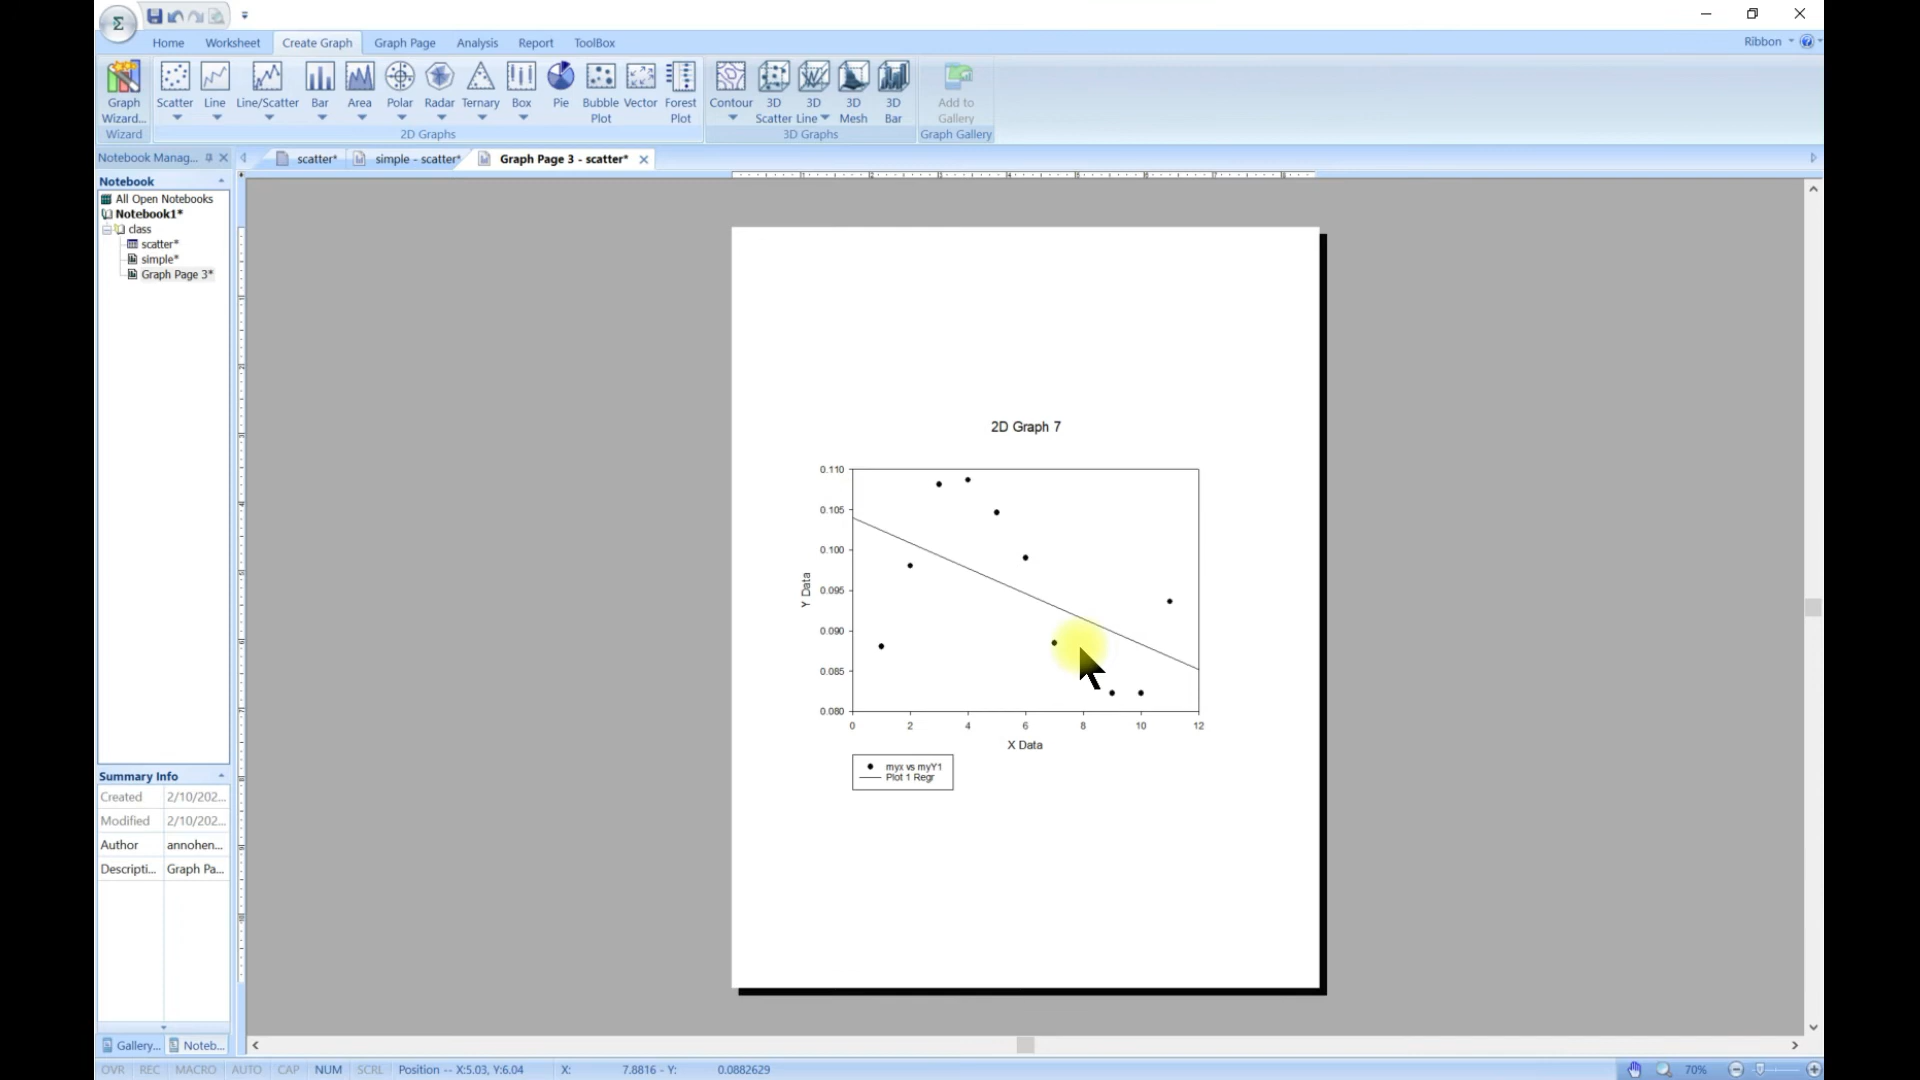 Home Worksheet Create Graph Graph Page Analysis Report ToolBox Ribbon
Graph Wizard...
Scatter Line Line/Scatter Bar Area Polar Radar Ternary Box Pie Bubble Plot Vector Forest Plot
Contour 3D Scatter 3D Line 3D Mesh 3D Bar
Add to Gallery
Wizard 2D Graphs 3D Graphs Graph Gallery
Notebook Manag...
scatter* simple - scatter* Graph Page 3 - scatter*
Notebook
All Open Notebooks
Notebook1*
class
scatter*
simple*
Graph Page 3*
2D Graph 7
0.110
0.105
0.100
0.095
0.090
0.085
0.080
Y Data
0 2 4 6 8 10 12
X Data
myx vs myY1
Plot 1 Regr
Summary Info
Created 2/10/202...
Modified 2/10/202...
Author annohen...
Descripti... Graph Pa...
Gallery... Noteb...
OVR REC MACRO AUTO CAP NUM SCRL Position -- X:5.03, Y:6.04 X: 7.8816 - Y: 0.0882629 70%